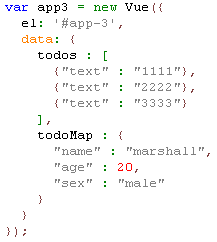 var app3 = new Vue({
  el: '#app-3',
  data: {
    todos : [
      {"text" : "1111"},
      {"text" : "2222"},
      {"text" : "3333"}
    ],
    todoMap : {
      "name" : "marshall",
      "age" : 20,
      "sex" : "male"
    }
  }
});